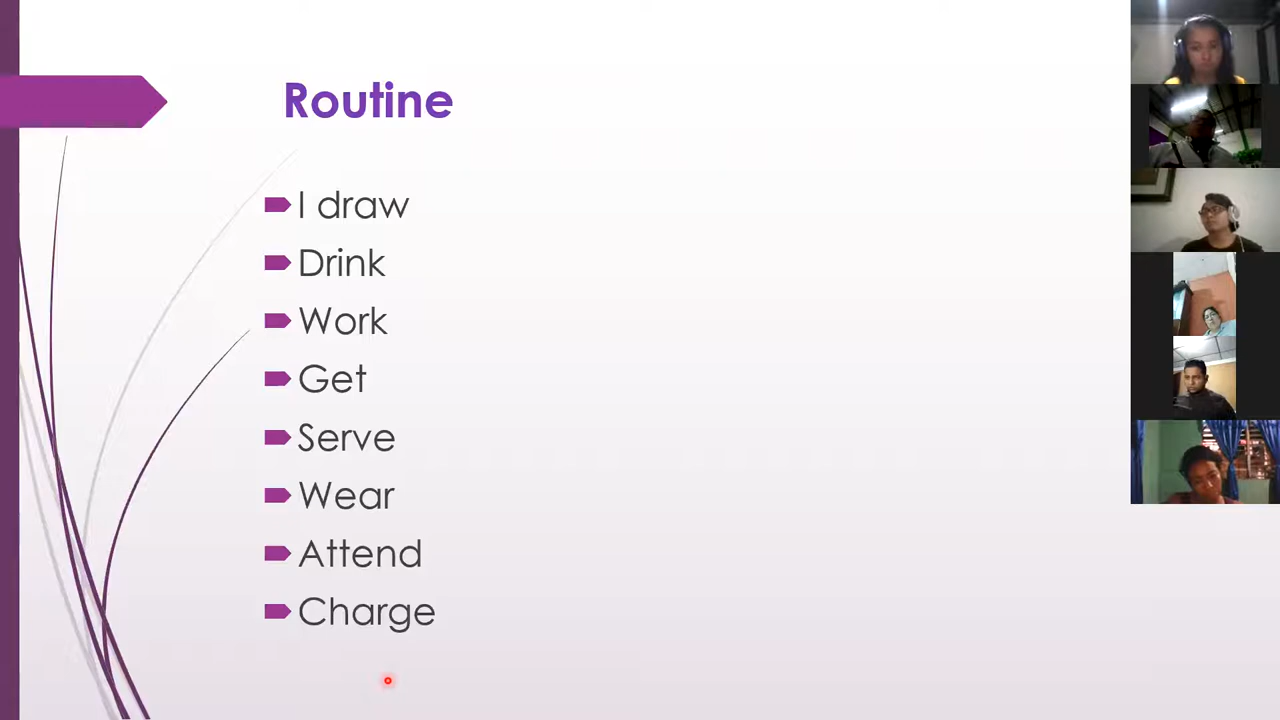 Routine
I draw
Drink
Work
Get
Serve
Wear
Attend
Charge